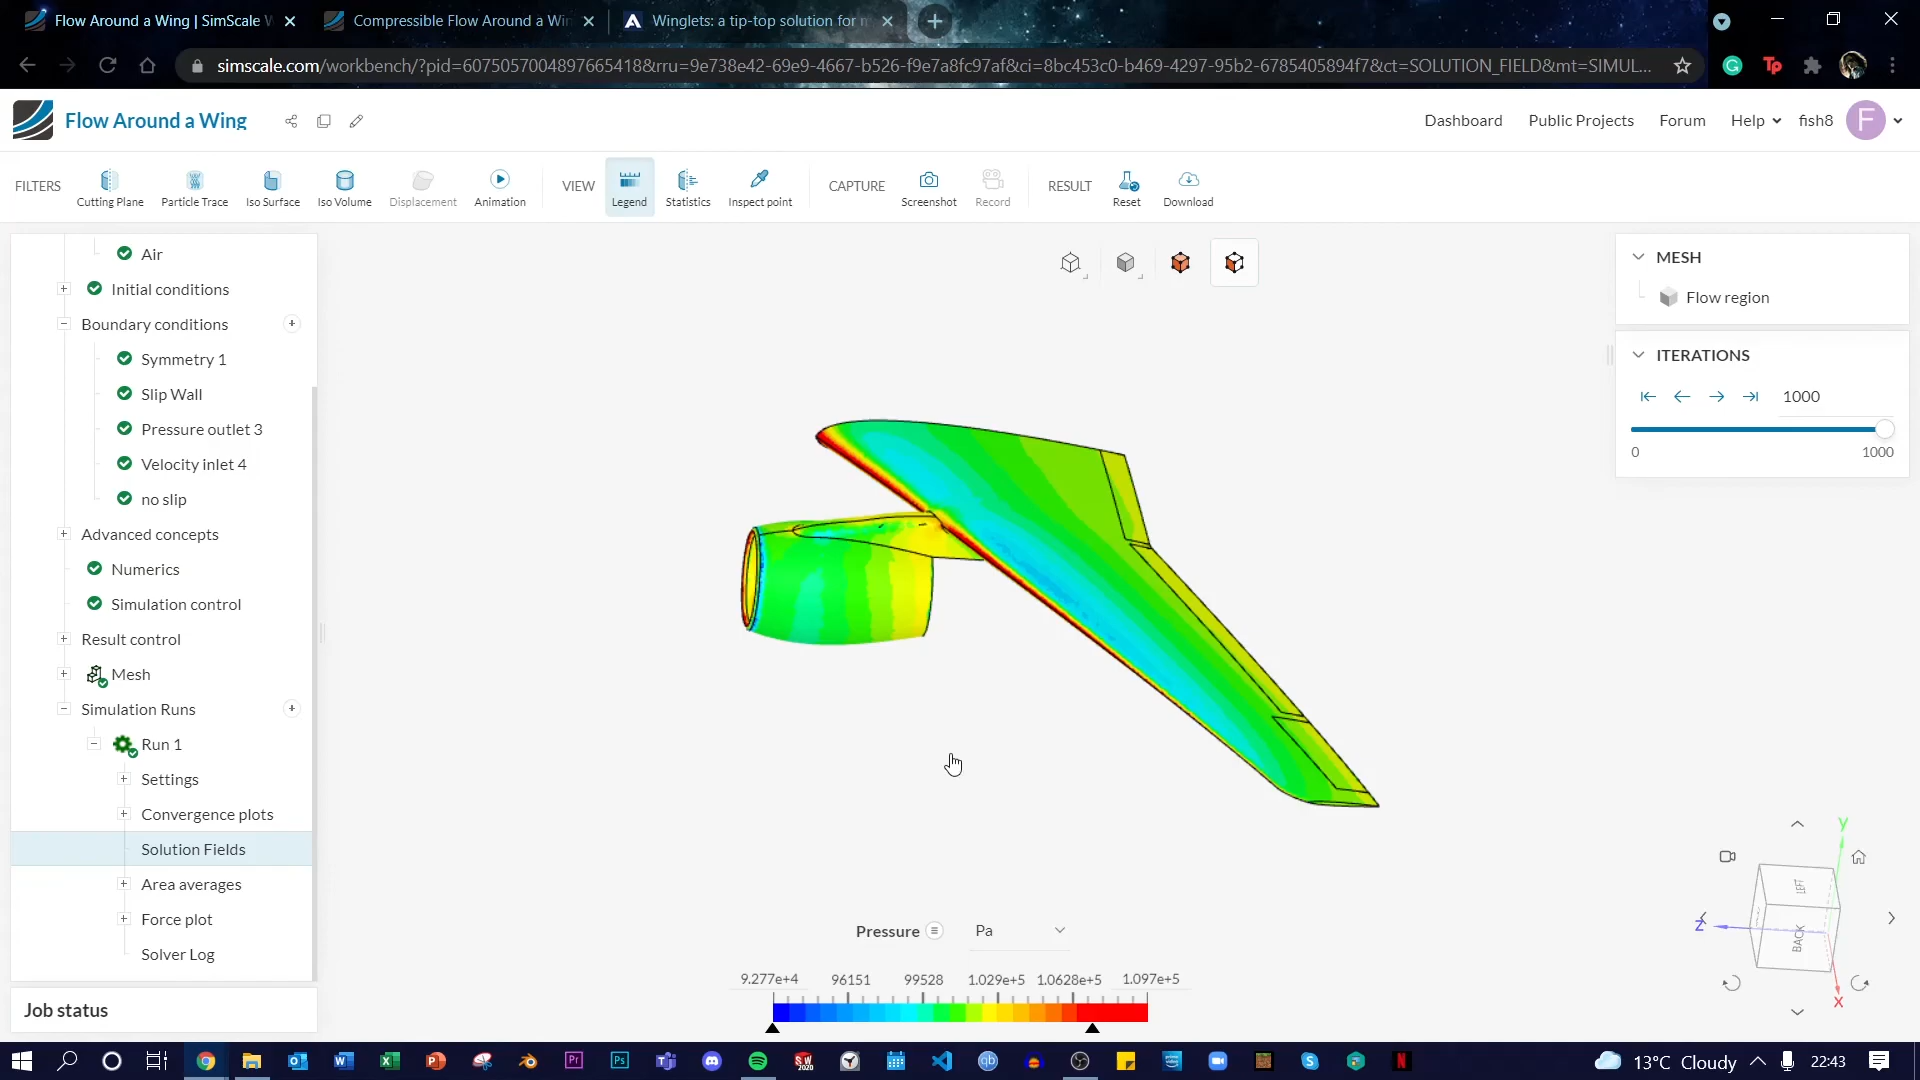 Flow Around a Wing | SimScale W
Compressible Flow Around a Win
Winglets: a tip-top solution for m
simscale.com/workbench/?pid=6075057004897665418&rru=9e738e42-69e9-4667-b526-f9e7a8fc97af&ci=8bc453c0-b469-4297-95b2-6785405894f7&ct=SOLUTION_FIELD&mt=SIMUL...
Flow Around a Wing
Dashboard
Public Projects
Forum
Help
fish8
F
FILTERS
Cutting Plane
Particle Trace
Iso Surface
Iso Volume
Displacement
Animation
VIEW
Legend
Statistics
Inspect point
CAPTURE
Screenshot
Record
RESULT
Reset
Download
Air
Initial conditions
Boundary conditions
Symmetry 1
Slip Wall
Pressure outlet 3
Velocity inlet 4
no slip
Advanced concepts
Numerics
Simulation control
Result control
Mesh
Simulation Runs
Run 1
Settings
Convergence plots
Solution Fields
Area averages
Force plot
Solver Log
Job status
MESH
Flow region
ITERATIONS
1000
0
1000
Pressure
Pa
9.277e+4
96151
99528
1.029e+5
1.0628e+5
1.097e+5
y
LEFT
BACK
Z
X
13°C Cloudy
22:43